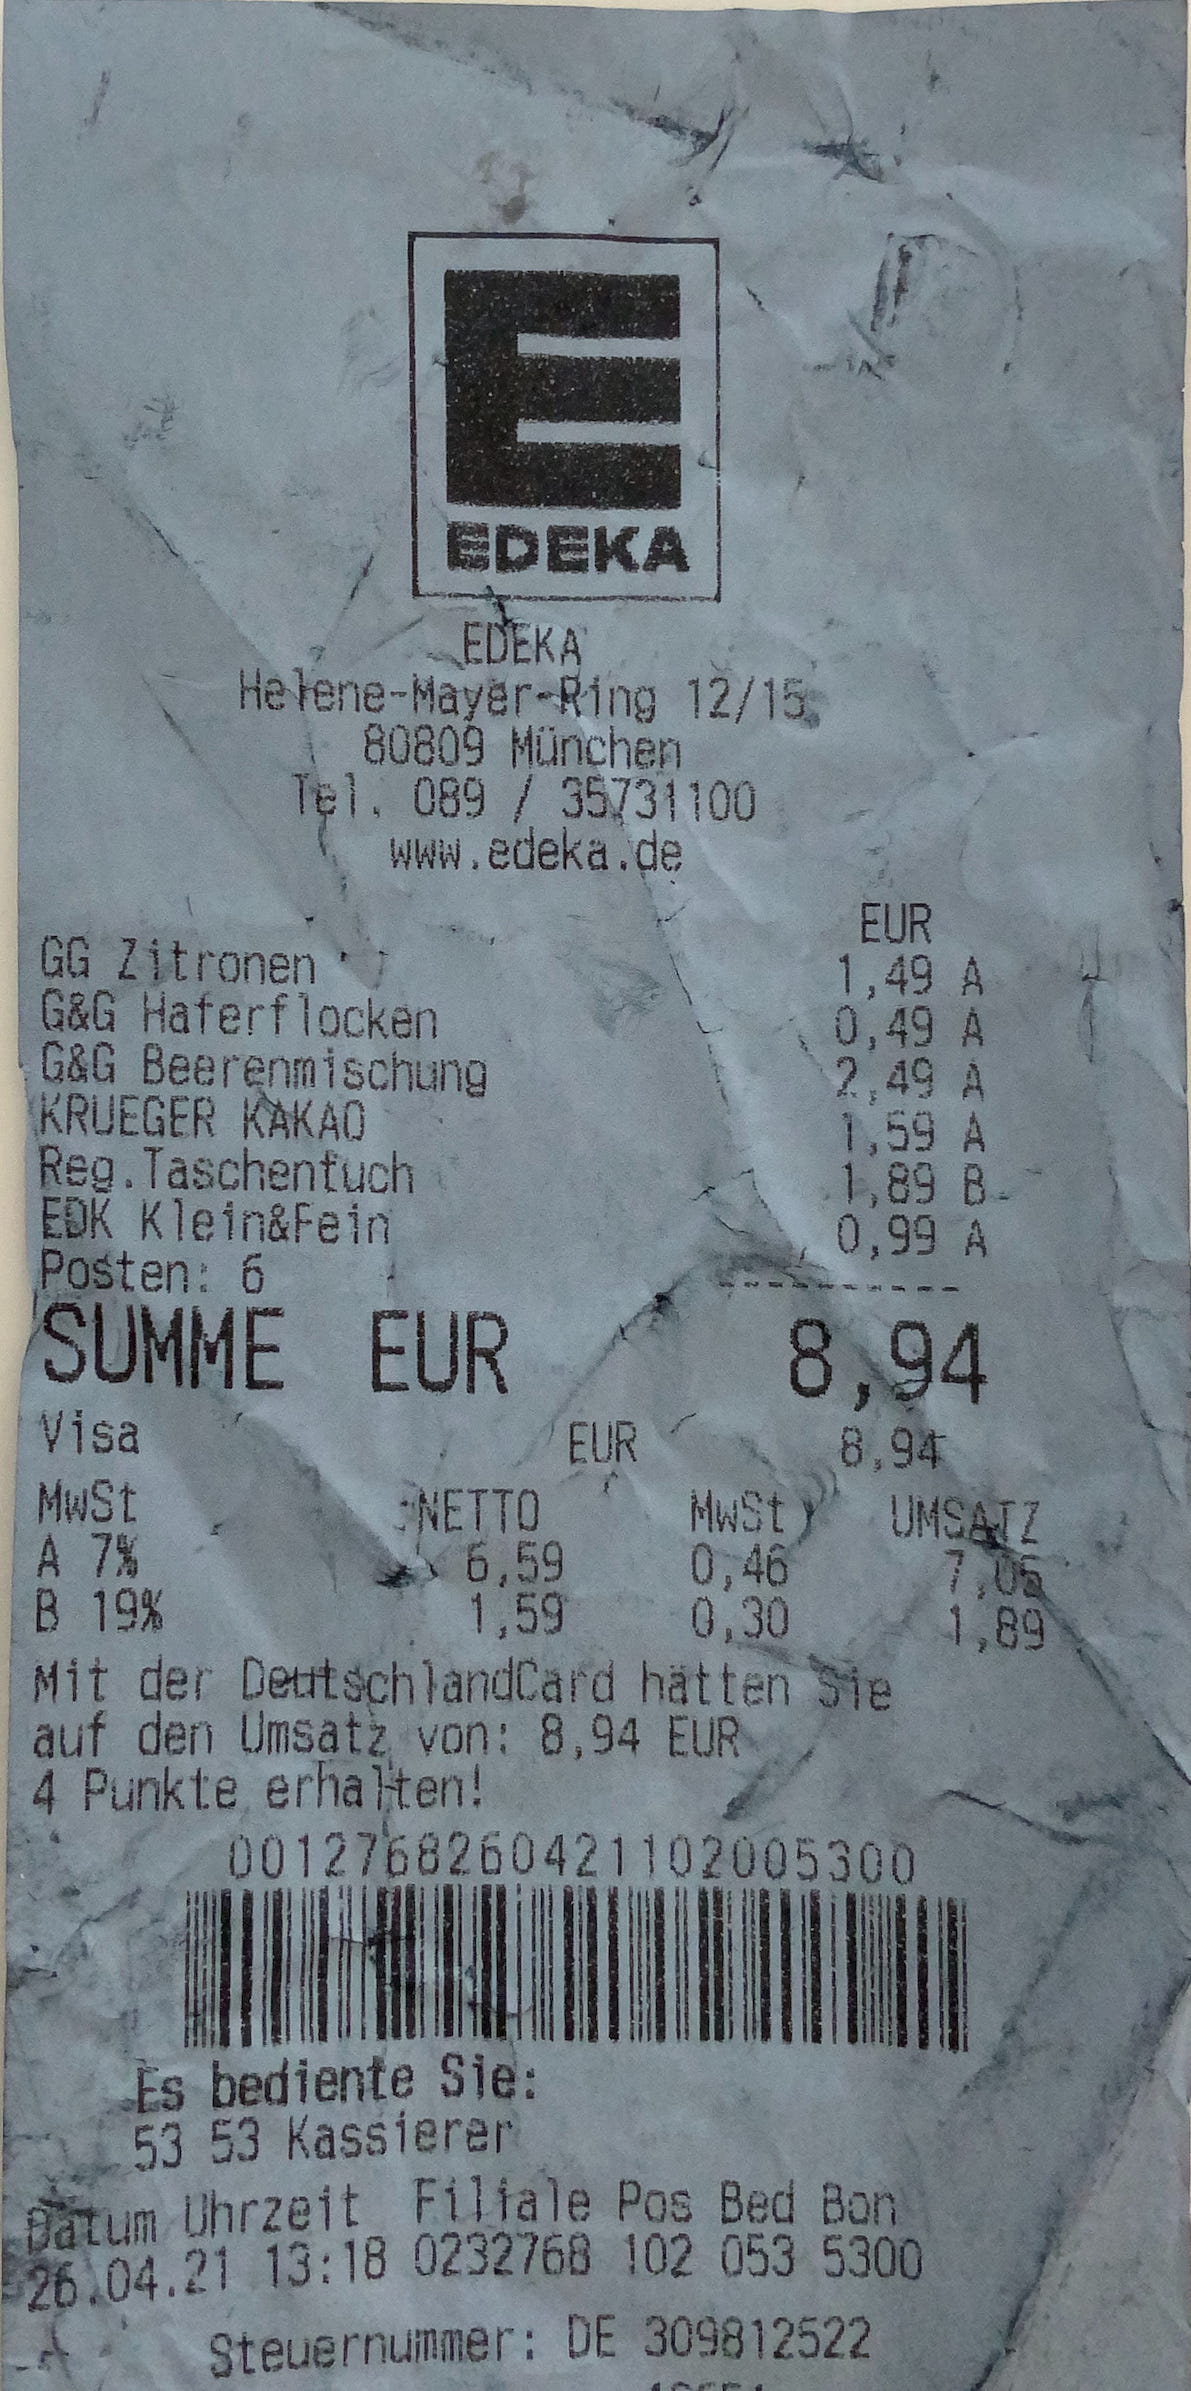 EDEKA
EDEKA
Helene-Mayer-Ring 12/15
80809 München
Tel. 089 / 35731100
www.edeka.de
EUR
GG Zitronen 1,49 A
G&G Haferflocken 0,49 A
G&G Beerenmischung 2,49 A
KRUEGER KAKAO 1,59 A
Reg.Taschentuch 1,89 B
EDK Klein&Fein 0,99 A
Posten: 6
-----------
SUMME EUR 8,94
Visa EUR 8,94
MwSt NETTO MwSt UMSATZ
A 7% 6,59 0,46 7,05
B 19% 1,59 0,30 1,89
Mit der DeutschlandCard hätten Sie
auf den Umsatz von: 8,94 EUR
4 Punkte erhalten!
001276826042110200530​0
Es bediente Sie:
53 53 Kassierer
Datum Uhrzeit Filiale Pos Bed Bon
26.04.21 13:18 0232768 102 053 5300
Steuernummer: DE 309812522